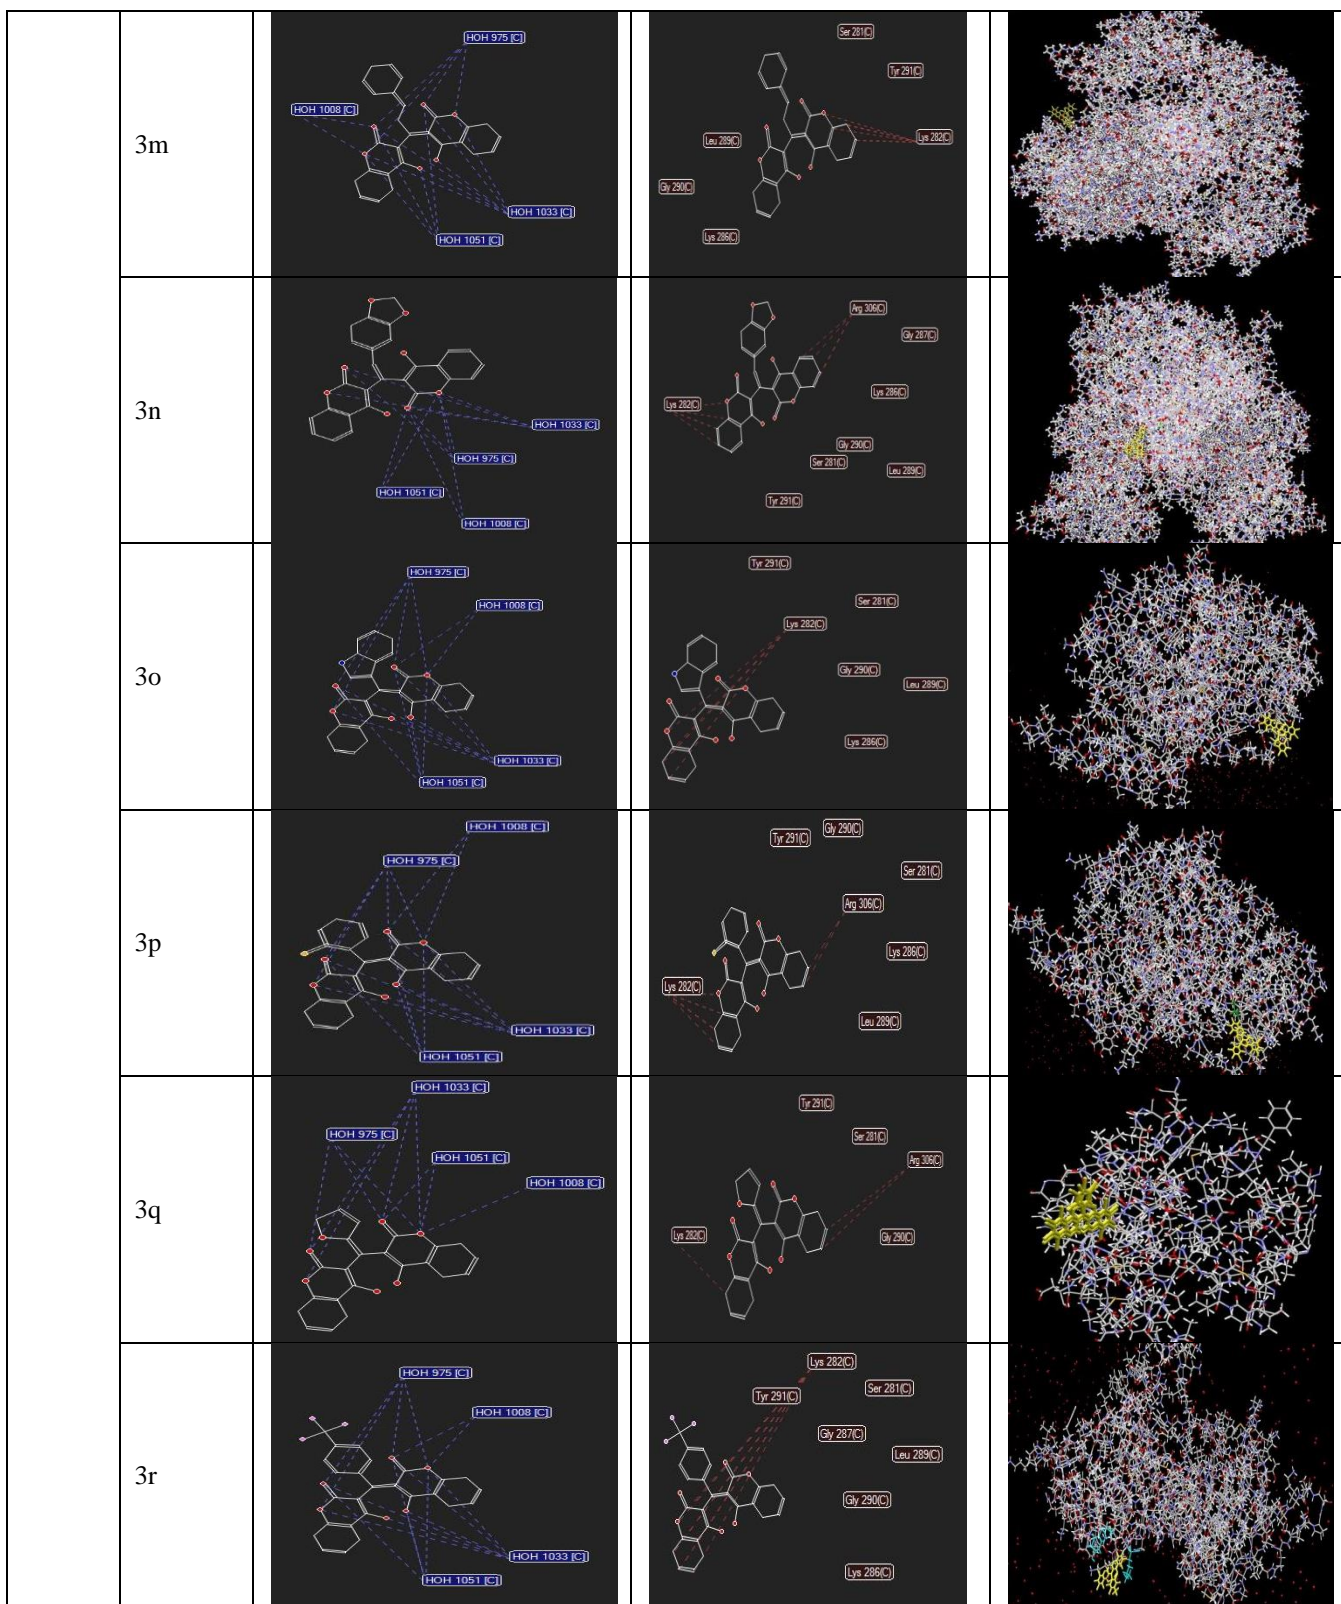 3m
HOH 975 [C]
HOH 1008 [C]
HOH 1033 [C]
HOH 1051 [C]
Ser 281(C)
Tyr 291(C)
Lys 282(C)
Leu 289(C)
Gly 290(C)
Lys 286(C)
3n
HOH 1033 [C]
HOH 975 [C]
HOH 1051 [C]
HOH 1008 [C]
Arg 306(C)
Gly 287(C)
Lys 286(C)
Lys 282(C)
Gly 290(C)
Ser 281(C)
Leu 289(C)
Tyr 291(C)
3o
HOH 975 [C]
HOH 1008 [C]
HOH 1033 [C]
HOH 1051 [C]
Tyr 291(C)
Ser 281(C)
Lys 282(C)
Gly 290(C)
Leu 289(C)
Lys 286(C)
3p
HOH 1008 [C]
HOH 975 [C]
HOH 1033 [C]
HOH 1051 [C]
Gly 290(C)
Tyr 291(C)
Ser 281(C)
Arg 306(C)
Lys 286(C)
Lys 282(C)
Leu 289(C)
3q
HOH 1033 [C]
HOH 975 [C]
HOH 1051 [C]
HOH 1008 [C]
Tyr 291(C)
Ser 281(C)
Arg 306(C)
Lys 282(C)
Gly 290(C)
3r
HOH 975 [C]
HOH 1008 [C]
HOH 1033 [C]
HOH 1051 [C]
Lys 282(C)
Ser 281(C)
Tyr 291(C)
Gly 287(C)
Leu 289(C)
Gly 290(C)
Lys 286(C)